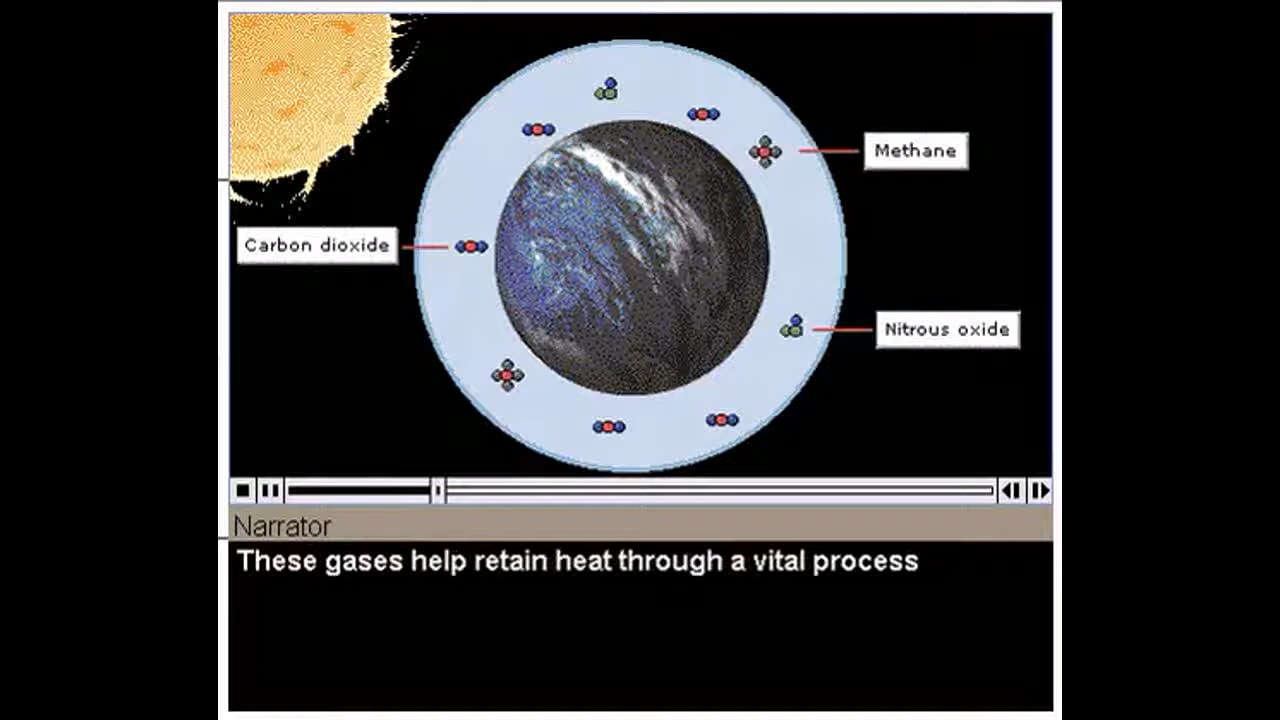 Methane
Carbon dioxide
Nitrous oxide
Narrator
These gases help retain heat through a vital process